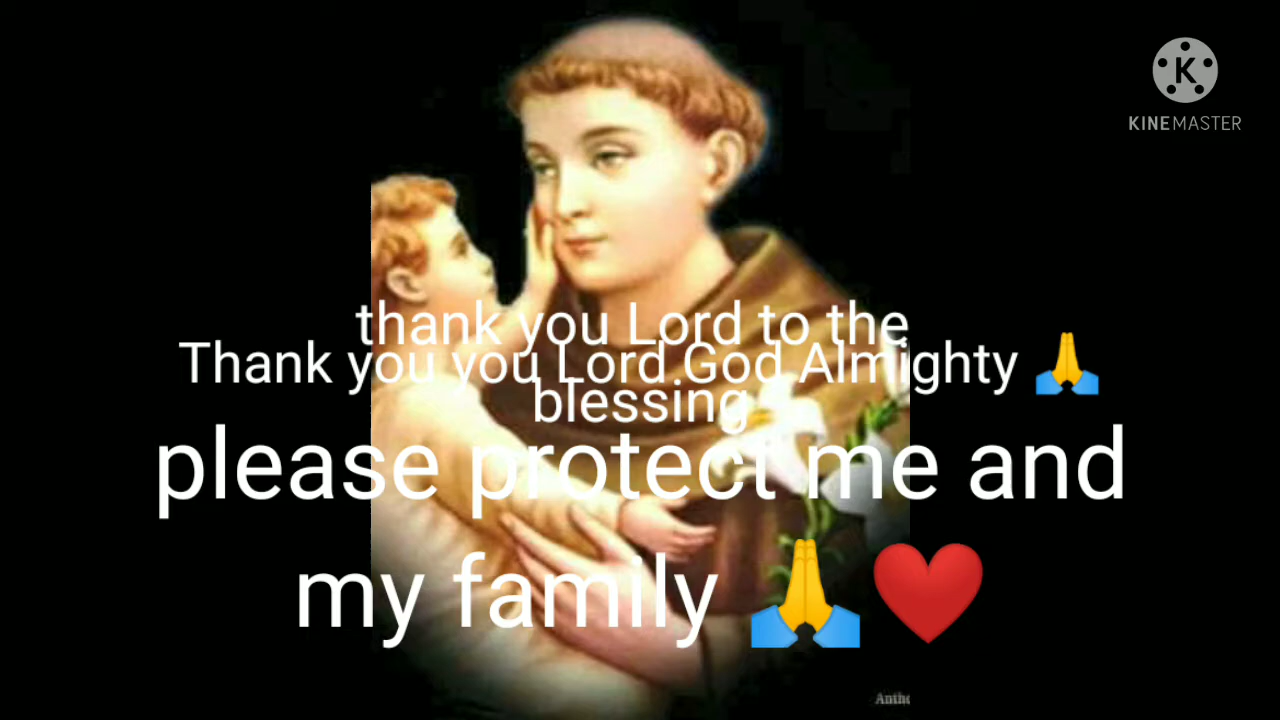 KINEMASTER
thank you Lord to the
Thank you you Lord God Almighty 🙏
blessing
please protect me and
my family 🙏❤️
Antho